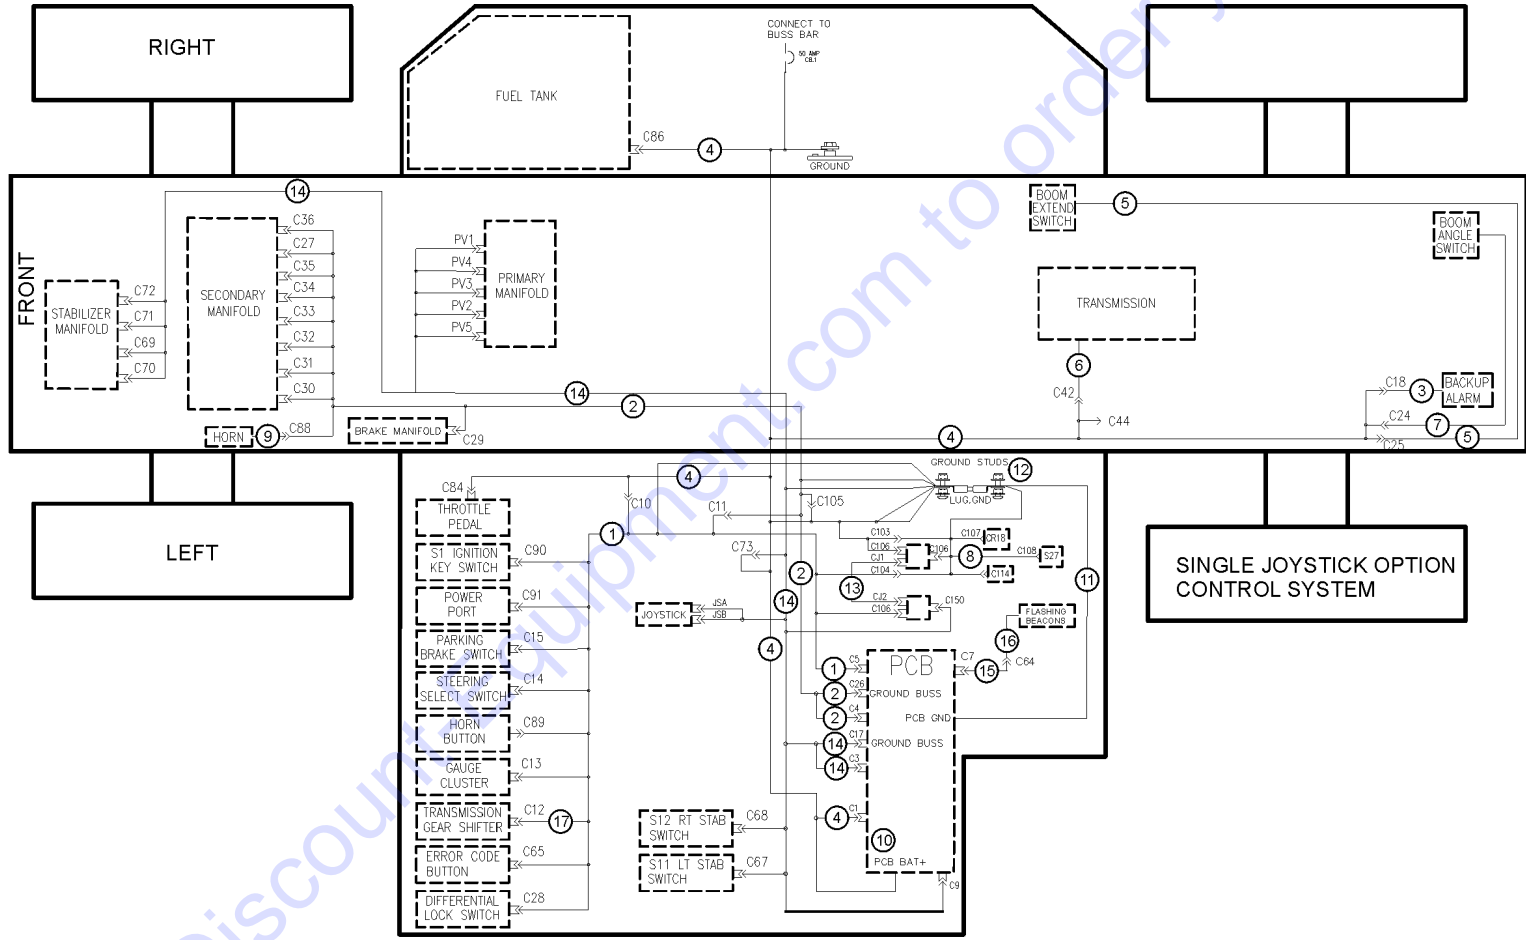 RIGHT
FUEL TANK
CONNECT TO
BUSS BAR
50 AMP
CB.1
C86
4
GROUND
FRONT
14
STABILIZER
MANIFOLD
C72
C71
C69
C70
SECONDARY
MANIFOLD
C36
C27
C35
C34
C33
C32
C31
C30
HORN
9
C88
PV1
PV4
PV3
PV2
PV5
PRIMARY
MANIFOLD
14
2
BRAKE MANIFOLD
C29
BOOM
EXTEND
SWITCH
5
BOOM
ANGLE
SWITCH
TRANSMISSION
6
C42
C44
4
C18
3
BACKUP
ALARM
C24
7
C25
5
LEFT
SINGLE JOYSTICK OPTION
CONTROL SYSTEM
C84
4
C10
C11
C105
GROUND STUDS
12
LUG.GND
THROTTLE
PEDAL
1
S1 IGNITION
KEY SWITCH
C90
POWER
PORT
C91
PARKING
BRAKE SWITCH
C15
STEERING
SELECT SWITCH
C14
HORN
BUTTON
C89
GAUGE
CLUSTER
C13
TRANSMISSION
GEAR SHIFTER
C12
17
ERROR CODE
BUTTON
C65
DIFFERENTIAL
LOCK SWITCH
C28
C73
2
14
4
JOYSTICK
JSA
JSB
C103
C106
CJ1
C104
13
CJ2
C106
C106
C150
8
C107
CR18
C108
S27
C114
11
FLASHING
BEACONS
16
C64
15
C7
PCB
1
C5
2
C26
GROUND BUSS
2
C4
PCB GND
14
C17
GROUND BUSS
14
C3
4
C1
10
PCB BAT+
C9
S12 RT STAB
SWITCH
C68
S11 LT STAB
SWITCH
C67
Discount-Equipment.com to order y